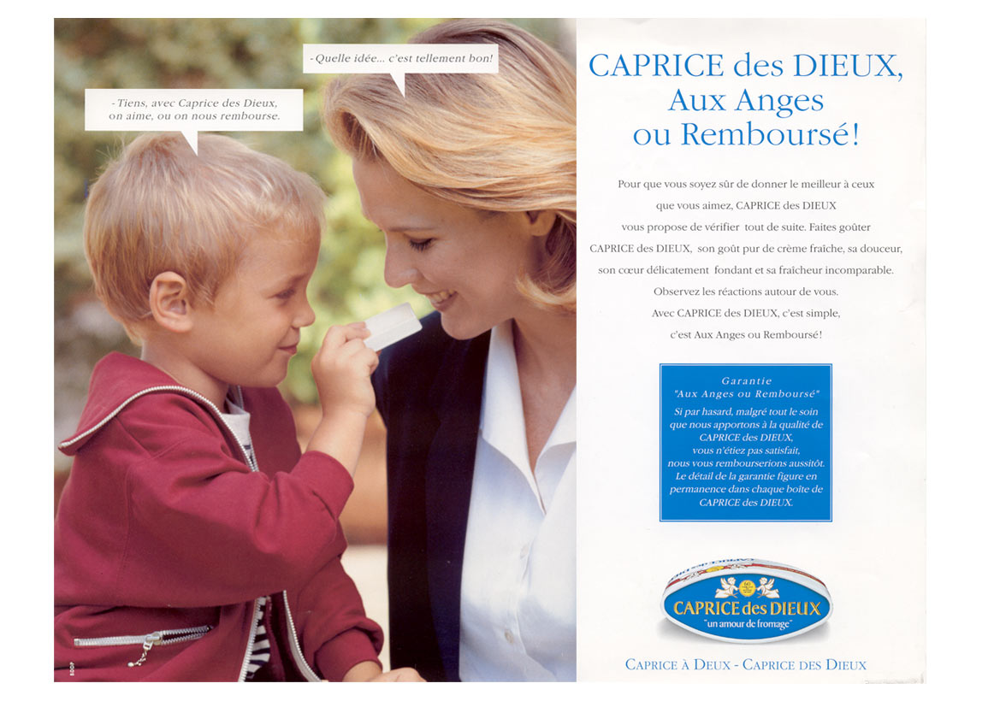 - Quelle idée... c'est tellement bon!
- Tiens, avec Caprice des Dieux,
on aime, ou on nous rembourse.
CAPRICE des DIEUX,
Aux Anges
ou Remboursé!
Pour que vous soyez sûr de donner le meilleur à ceux
que vous aimez, CAPRICE des DIEUX
vous propose de vérifier tout de suite. Faites goûter
CAPRICE des DIEUX, son goût pur de crème fraîche, sa douceur,
son cœur délicatement fondant et sa fraîcheur incomparable.
Observez les réactions autour de vous.
Avec CAPRICE des DIEUX, c'est simple,
c'est Aux Anges ou Remboursé!
Garantie
"Aux Anges ou Remboursé"
Si par hasard, malgré tout le soin
que nous apportons à la qualité de
CAPRICE des DIEUX,
vous n'étiez pas satisfait,
nous vous rembourserions aussitôt.
Le détail de la garantie figure en
permanence dans chaque boîte de
CAPRICE des DIEUX.
CAPRICE des DIEUX
"un amour de fromage"
CAPRICE À DEUX - CAPRICE DES DIEUX